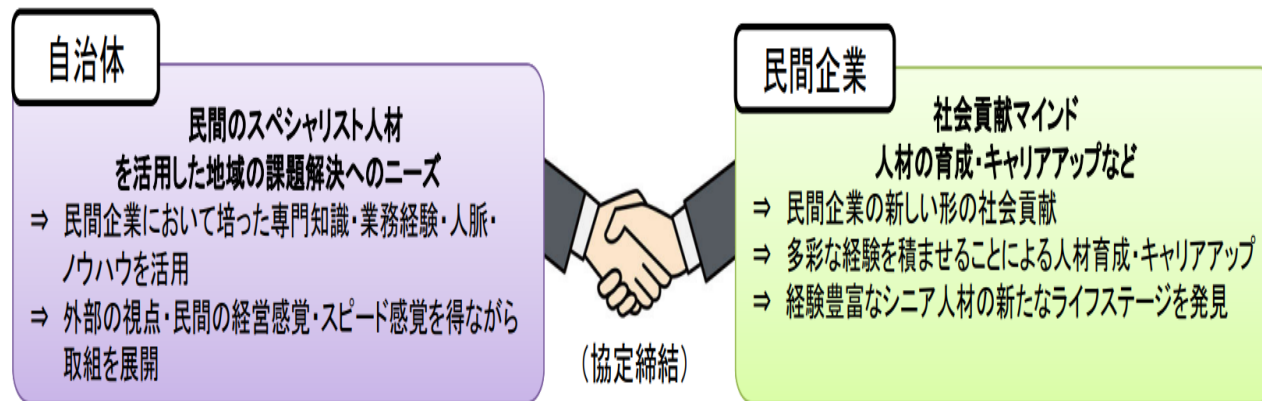 自治体
民間のスペシャリスト人材
を活用した地域の課題解決へのニーズ
⇒ 民間企業において培った専門知識・業務経験・人脈・
ノウハウを活用
⇒ 外部の視点・民間の経営感覚・スピード感覚を得ながら
取組を展開
（協定締結）
民間企業
社会貢献マインド
人材の育成・キャリアアップなど
⇒ 民間企業の新しい形の社会貢献
⇒ 多彩な経験を積ませることによる人材育成・キャリアアップ
⇒ 経験豊富なシニア人材の新たなライフステージを発見